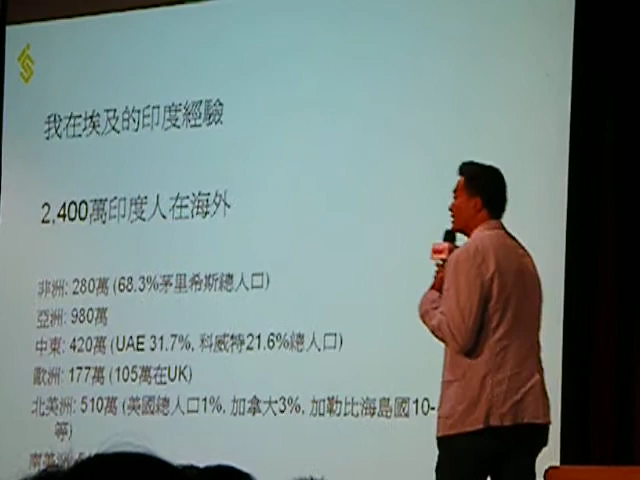 我在埃及的印度經驗
2,400萬印度人在海外
非洲: 280萬 (68.3%茅里希斯總人口)
亞洲: 980萬
中東: 420萬 (UAE 31.7%, 科威特21.6%總人口)
歐洲: 177萬 (105萬在UK)
北美洲: 510萬 (美國總人口1%, 加拿大3%, 加勒比海島國10-
等)
南美洲